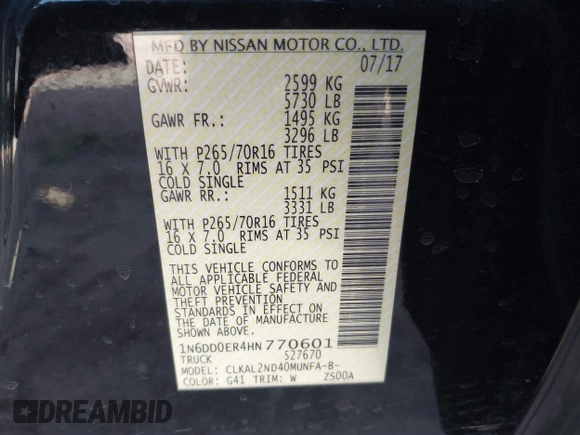 MFD BY NISSAN MOTOR CO., LTD.
DATE: 07/17
GVWR: 2599 KG
5730 LB
GAWR FR.: 1495 KG
3296 LB
WITH P265/70R16 TIRES
16 X 7.0 RIMS AT 35 PSI
COLD SINGLE
GAWR RR.: 1511 KG
3331 LB
WITH P265/70R16 TIRES
16 X 7.0 RIMS AT 35 PSI
COLD SINGLE
THIS VEHICLE CONFORMS TO
ALL APPLICABLE FEDERAL
MOTOR VEHICLE SAFETY AND
THEFT PREVENTION
STANDARDS IN EFFECT ON
THE DATE OF MANUFACTURE
SHOWN ABOVE.
1N6DD0ER4HN770601
TRUCK 527670
MODEL: CLKAL2ND40MUNFA-B-
COLOR: G41 TRIM: W ZS00A
DREAMBID